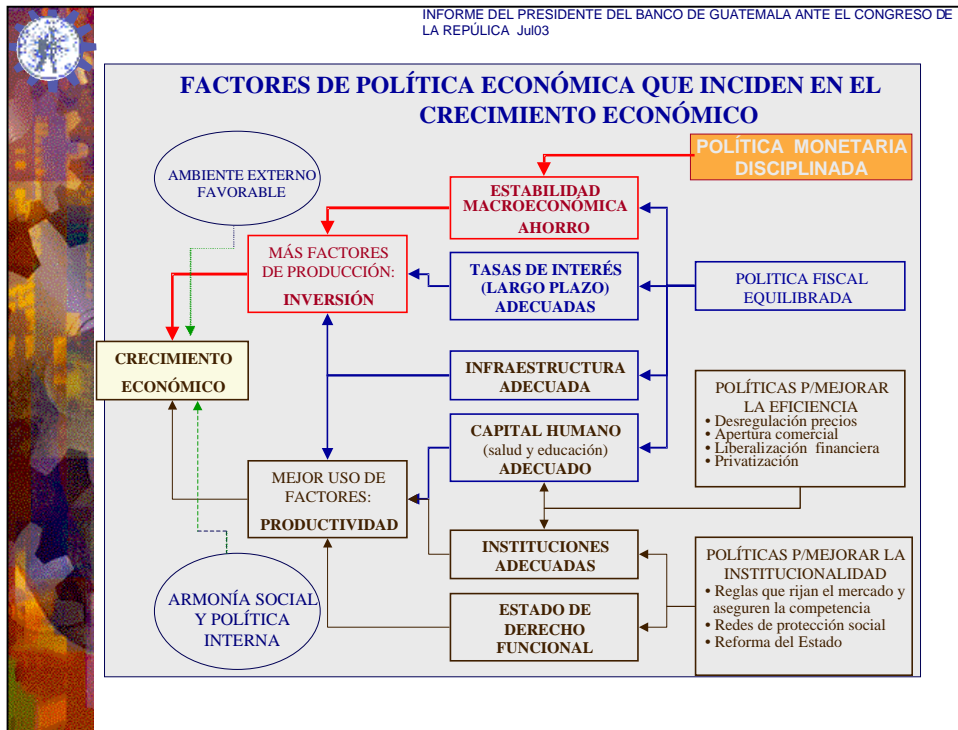 INFORME DEL PRESIDENTE DEL BANCO DE GUATEMALA ANTE EL CONGRESO DE
LA REPÚLICA Jul03
FACTORES DE POLÍTICA ECONÓMICA QUE INCIDEN EN EL
CRECIMIENTO ECONÓMICO
POLÍTICA MONETARIA
DISCIPLINADA
AMBIENTE EXTERNO
FAVORABLE
ESTABILIDAD
MACROECONÓMICA
AHORRO
MÁS FACTORES
DE PRODUCCIÓN:
INVERSIÓN
TASAS DE INTERÉS
(LARGO PLAZO)
ADECUADAS
POLITICA FISCAL
EQUILIBRADA
CRECIMIENTO
ECONÓMICO
INFRAESTRUCTURA
ADECUADA
POLÍTICAS P/MEJORAR
LA EFICIENCIA
• Desregulación precios
• Apertura comercial
• Liberalización financiera
• Privatización
CAPITAL HUMANO
(salud y educación)
ADECUADO
MEJOR USO DE
FACTORES:
PRODUCTIVIDAD
INSTITUCIONES
ADECUADAS
POLÍTICAS P/MEJORAR LA
INSTITUCIONALIDAD
• Reglas que rijan el mercado y
aseguren la competencia
• Redes de protección social
• Reforma del Estado
ARMONÍA SOCIAL
Y POLÍTICA
INTERNA
ESTADO DE
DERECHO
FUNCIONAL